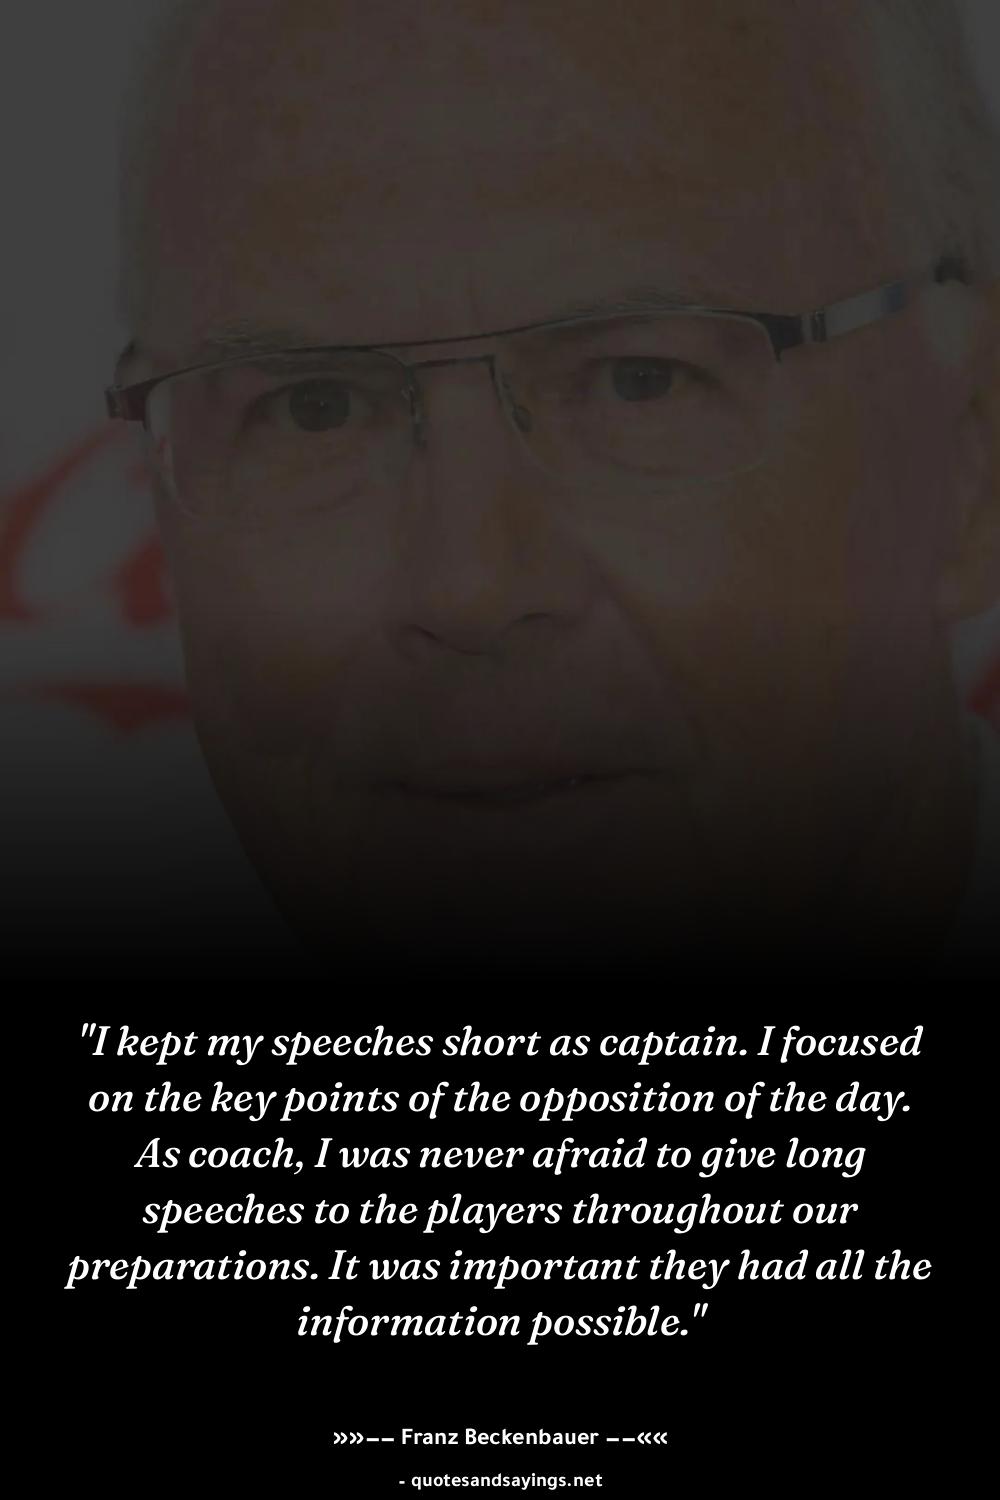 "I kept my speeches short as captain. I focused
on the key points of the opposition of the day.
As coach, I was never afraid to give long
speeches to the players throughout our
preparations. It was important they had all the
information possible."
»»−− Franz Beckenbauer −−««
- quotesandsayings.net